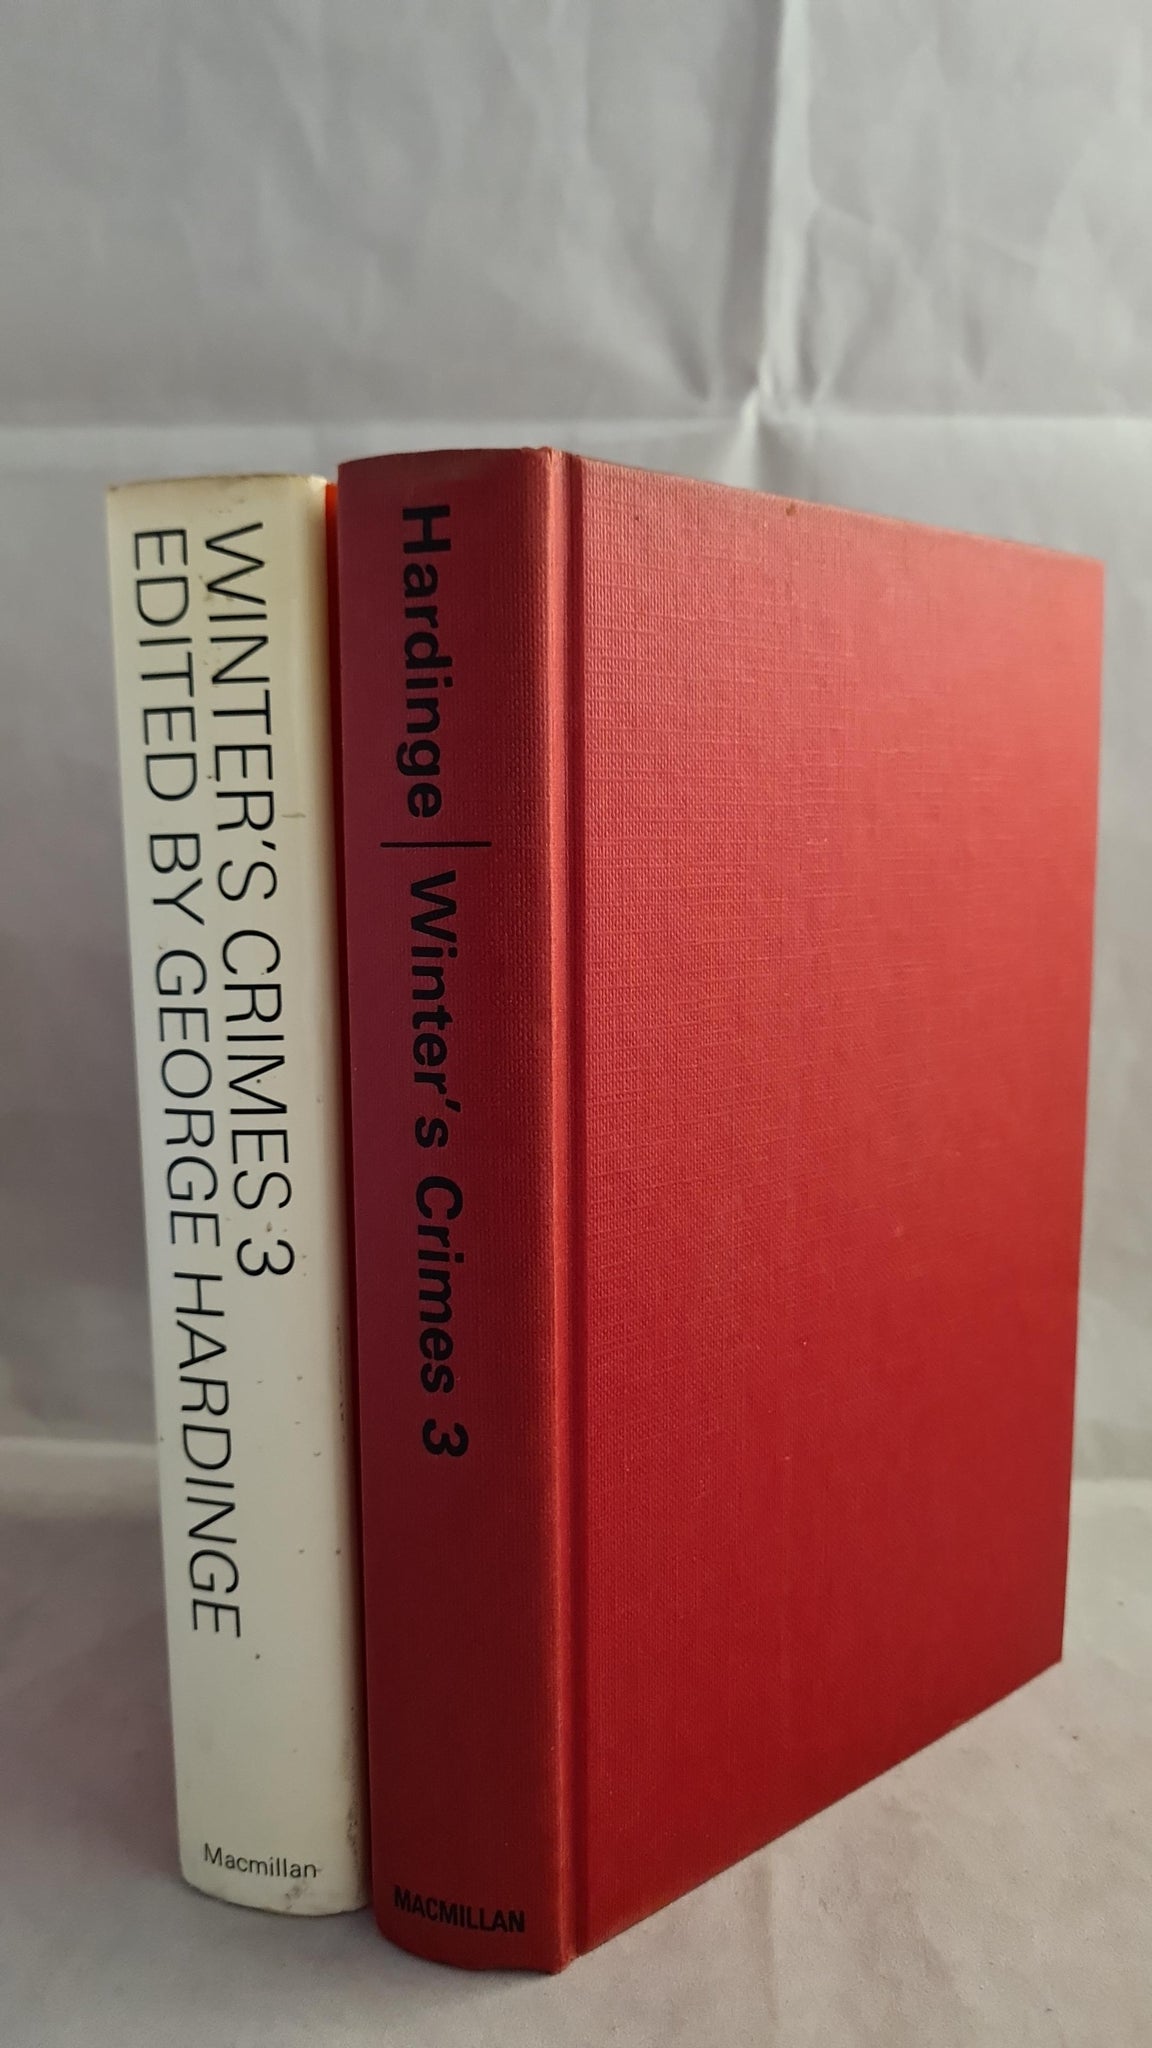 WINTER'S CRIMES 3
EDITED BY GEORGE HARDINGE
Macmillan
Hardinge | Winter's Crimes 3
MACMILLAN